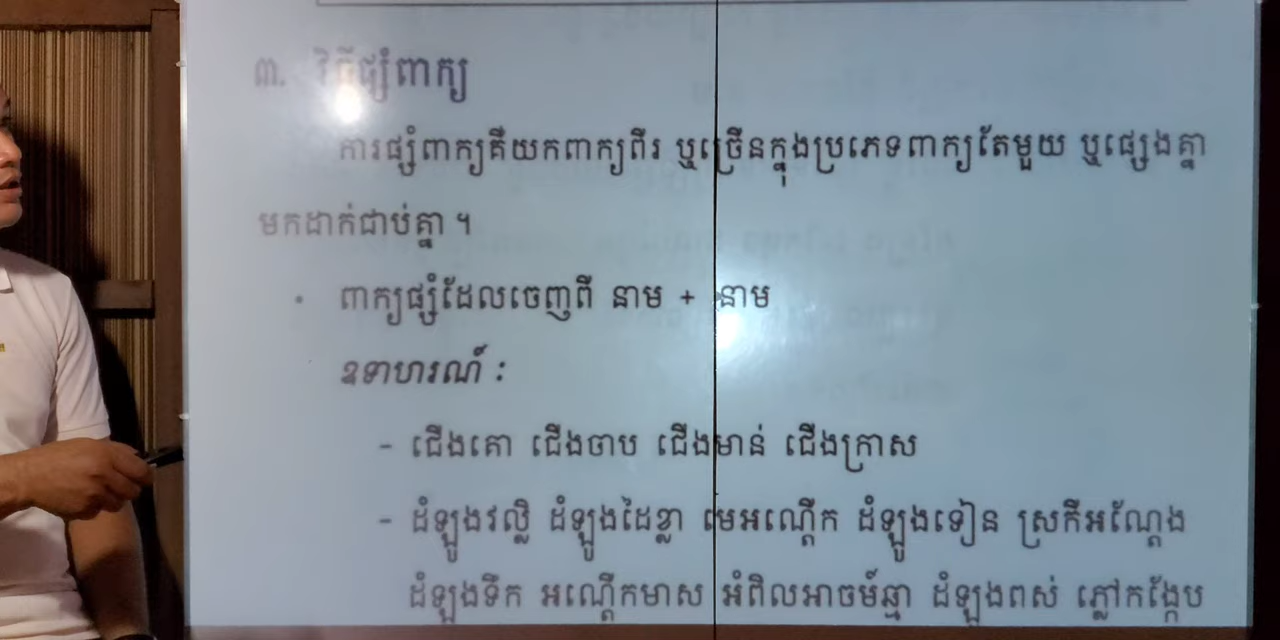 ៣. វិធីផ្សំពាក្យ
ការផ្សំពាក្យគឺយកពាក្យពីរ ឬច្រើនក្នុងប្រភេទពាក្យតែមួយ ឬផ្សេងគ្នា
មកដាក់ជាប់គ្នា ។
• ពាក្យផ្សំដែលចេញពី នាម + នាម
ឧទាហរណ៍ :
- ជើងគោ ជើងចាប ជើងមាន់ ជើងក្រាស
- ដំឡូងវល្លិ ដំឡូងដៃខ្លា មេអណ្ដើក ដំឡូងទៀន ស្រកីអណ្ដែង
ដំឡូងទឹក អណ្ដើកមាស អំពិលអាចម៍ឆ្មា ដំឡូងពស់ ភ្លៅកង្កែប